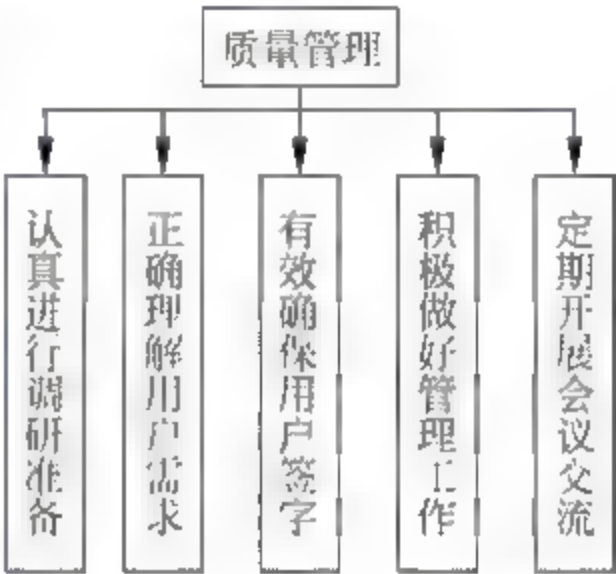 质量管理
认真进行调研准备
正确理解用户需求
有效确保用户签字
积极做好管理工作
定期开展会议交流